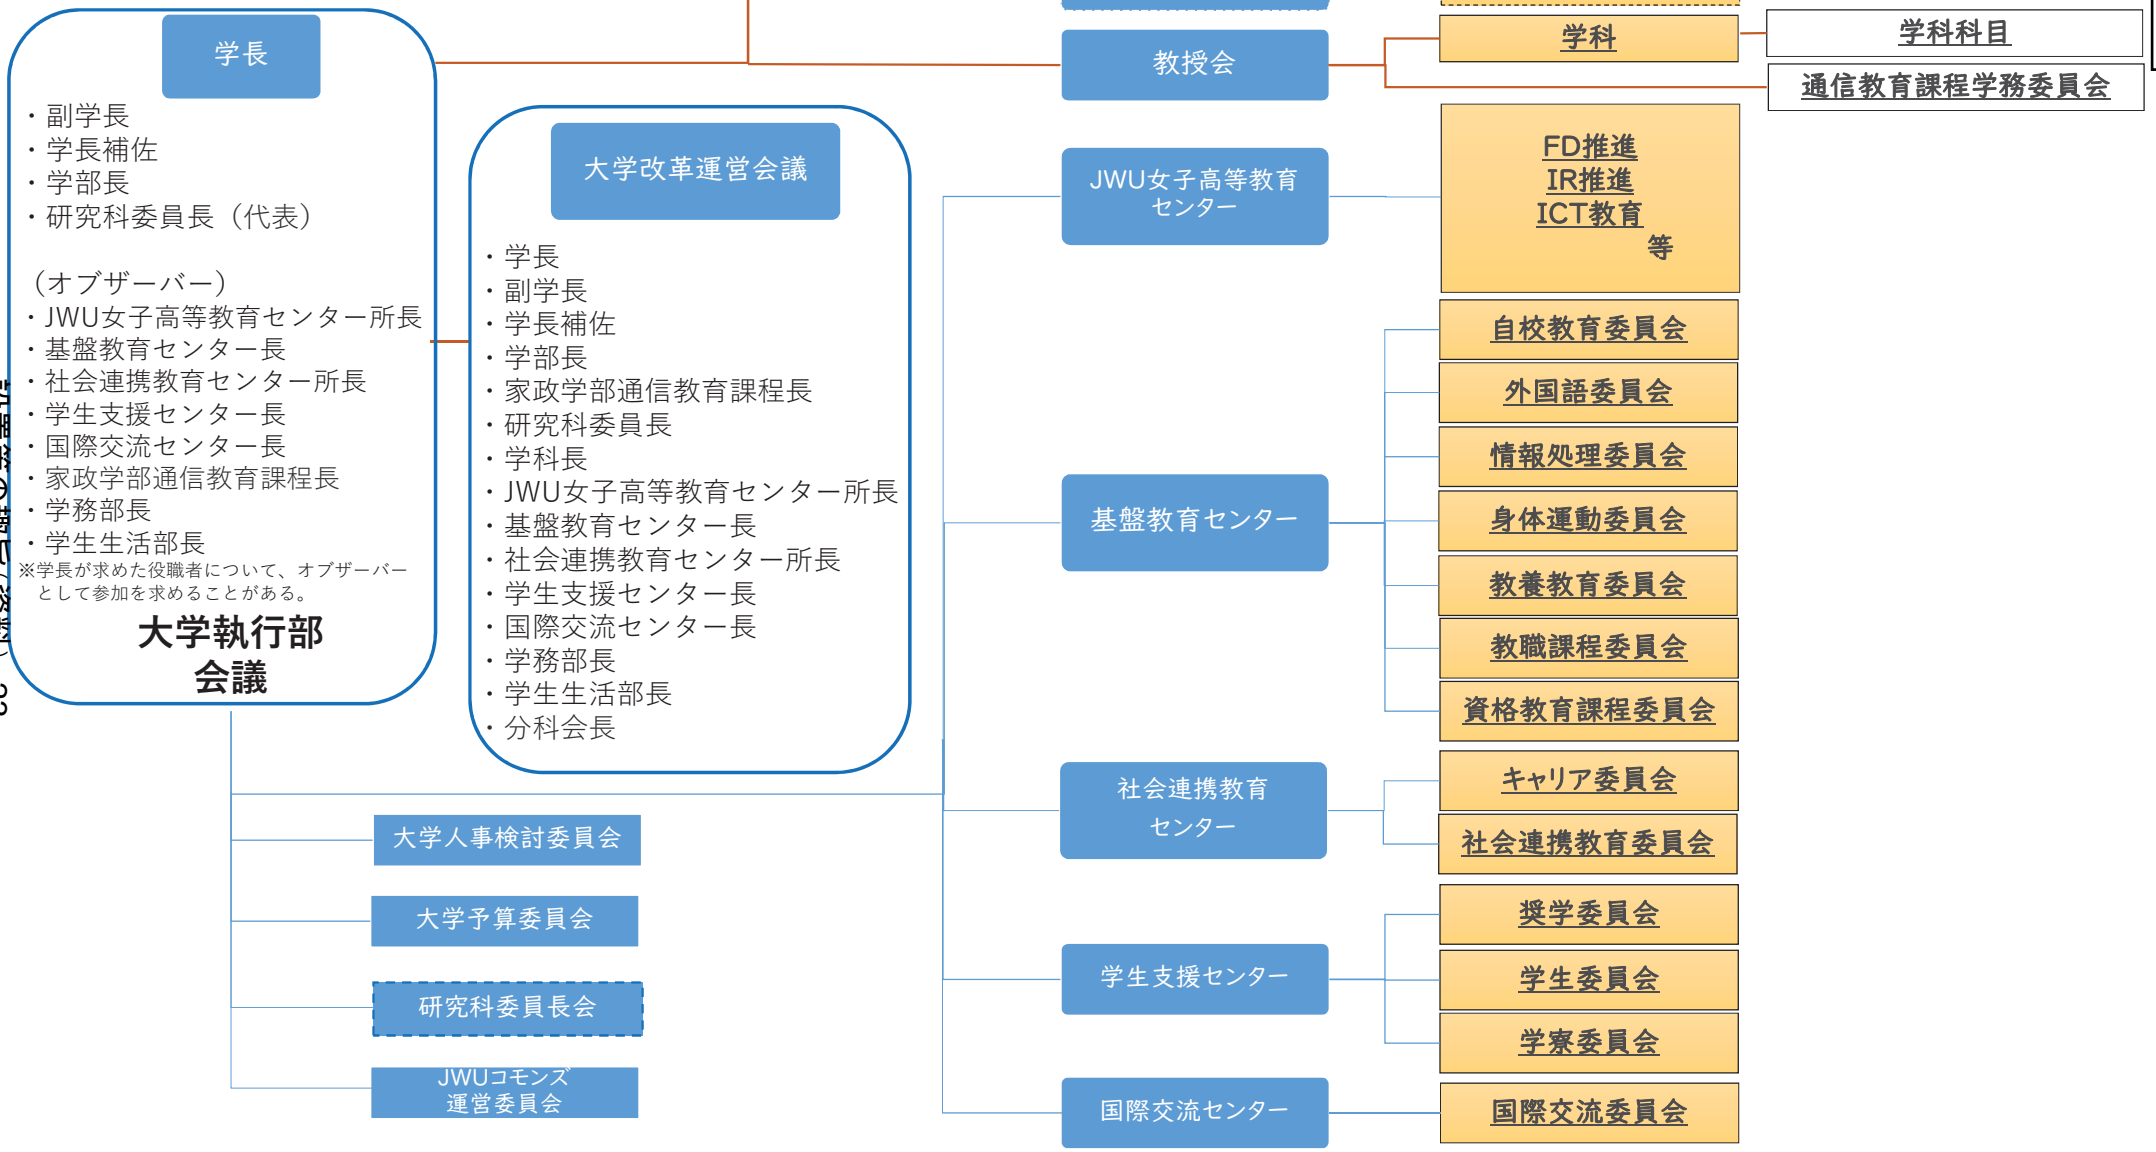 学長
・副学長
・学長補佐
・学部長
・研究科委員長（代表）
（オブザーバー）
・JWU女子高等教育センター所長
・基盤教育センター長
・社会連携教育センター所長
・学生支援センター長
・国際交流センター長
・家政学部通信教育課程長
・学務部長
・学生生活部長
※学長が求めた役職者について、オブザーバー
として参加を求めることがある。
大学執行部
会議
大学改革運営会議
・学長
・副学長
・学長補佐
・学部長
・家政学部通信教育課程長
・研究科委員長
・学科長
・JWU女子高等教育センター所長
・基盤教育センター長
・社会連携教育センター所長
・学生支援センター長
・国際交流センター長
・学務部長
・学生生活部長
・分科会長
大学人事検討委員会
大学予算委員会
研究科委員長会
JWUコモンズ
運営委員会
教授会
学科
学科科目
通信教育課程学務委員会
JWU女子高等教育
センター
FD推進
IR推進
ICT教育
等
基盤教育センター
自校教育委員会
外国語委員会
情報処理委員会
身体運動委員会
教養教育委員会
教職課程委員会
資格教育課程委員会
社会連携教育
センター
キャリア委員会
社会連携教育委員会
学生支援センター
奨学委員会
学生委員会
学寮委員会
国際交流センター
国際交流委員会